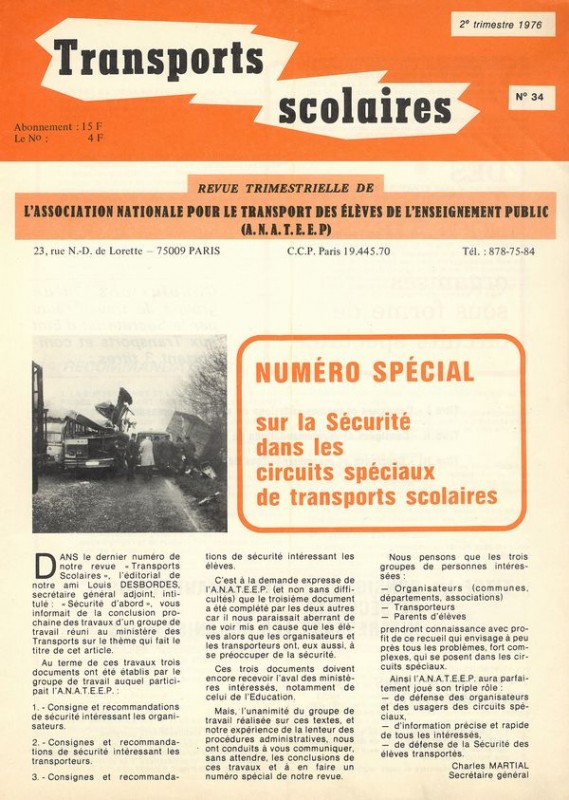 2e trimestre 1976
Transports
scolaires
N° 34
Abonnement : 15 F
Le No : 4 F
REVUE TRIMESTRIELLE DE
L'ASSOCIATION NATIONALE POUR LE TRANSPORT DES ÉLÈVES DE L'ENSEIGNEMENT PUBLIC
(A.N.A.T.E.E.P)
23, rue N.-D. de Lorette – 75009 PARIS C.C.P. Paris 19.445.70 Tél. : 878-75-84
NUMÉRO SPÉCIAL
sur la Sécurité
dans les
circuits spéciaux
de transports scolaires
DANS le dernier numéro de
notre revue « Transports
Scolaires », l'éditorial de
notre ami Louis DESBORDES,
secrétaire général adjoint, inti-
tulé : « Sécurité d'abord », vous
informait de la conclusion pro-
chaine des travaux d'un groupe de
travail réuni au ministère des
Transports sur le thème qui fait le
titre de cet article.
Au terme de ces travaux trois
documents ont été établis par le
groupe de travail auquel partici-
pait l'A.N.A.T.E.E.P. :
1. - Consigne et recommandations
de sécurité intéressant les organi-
sateurs.
2. - Consignes et recommanda-
tions de sécurité intéressant les
transporteurs.
3. - Consignes et recommanda-
tions de sécurité intéressant les
élèves.
C'est à la demande expresse de
l'A.N.A.T.E.E.P. (et non sans diffi-
cultés) que le troisième document
a été complété par les deux autres
car il nous paraissait aberrant de
ne voir mis en cause que les élè-
ves alors que les organisateurs et
les transporteurs ont, eux aussi, à
se préoccuper de la sécurité.
Ces trois documents doivent
encore recevoir l'aval des ministè-
res intéressés, notamment de
celui de l'Education.
Mais, l'unanimité du groupe de
travail réalisée sur ces textes, et
notre expérience de la lenteur des
procédures administratives, nous
ont conduits à vous communiquer,
sans attendre, les conclusions de
ces travaux et à en faire un
numéro spécial de notre revue.
Nous pensons que les trois
groupes de personnes intéres-
sées :
– Organisateurs (communes,
départements, associations)
– Transporteurs
– Parents d'élèves
prendront connaissance avec pro-
fit de ce recueil qui envisage à peu
près tous les problèmes, fort com-
plexes, qui se posent dans les cir-
cuits spéciaux.
Ainsi l'A.N.A.T.E.E.P. aura parfai-
tement joué son triple rôle :
– de défense des organisateurs
et des usagers des circuits spé-
ciaux,
– d'information précise et rapide
de tous les intéressés,
– de défense de la Sécurité des
élèves transportés.
Charles MARTIAL
Secrétaire général